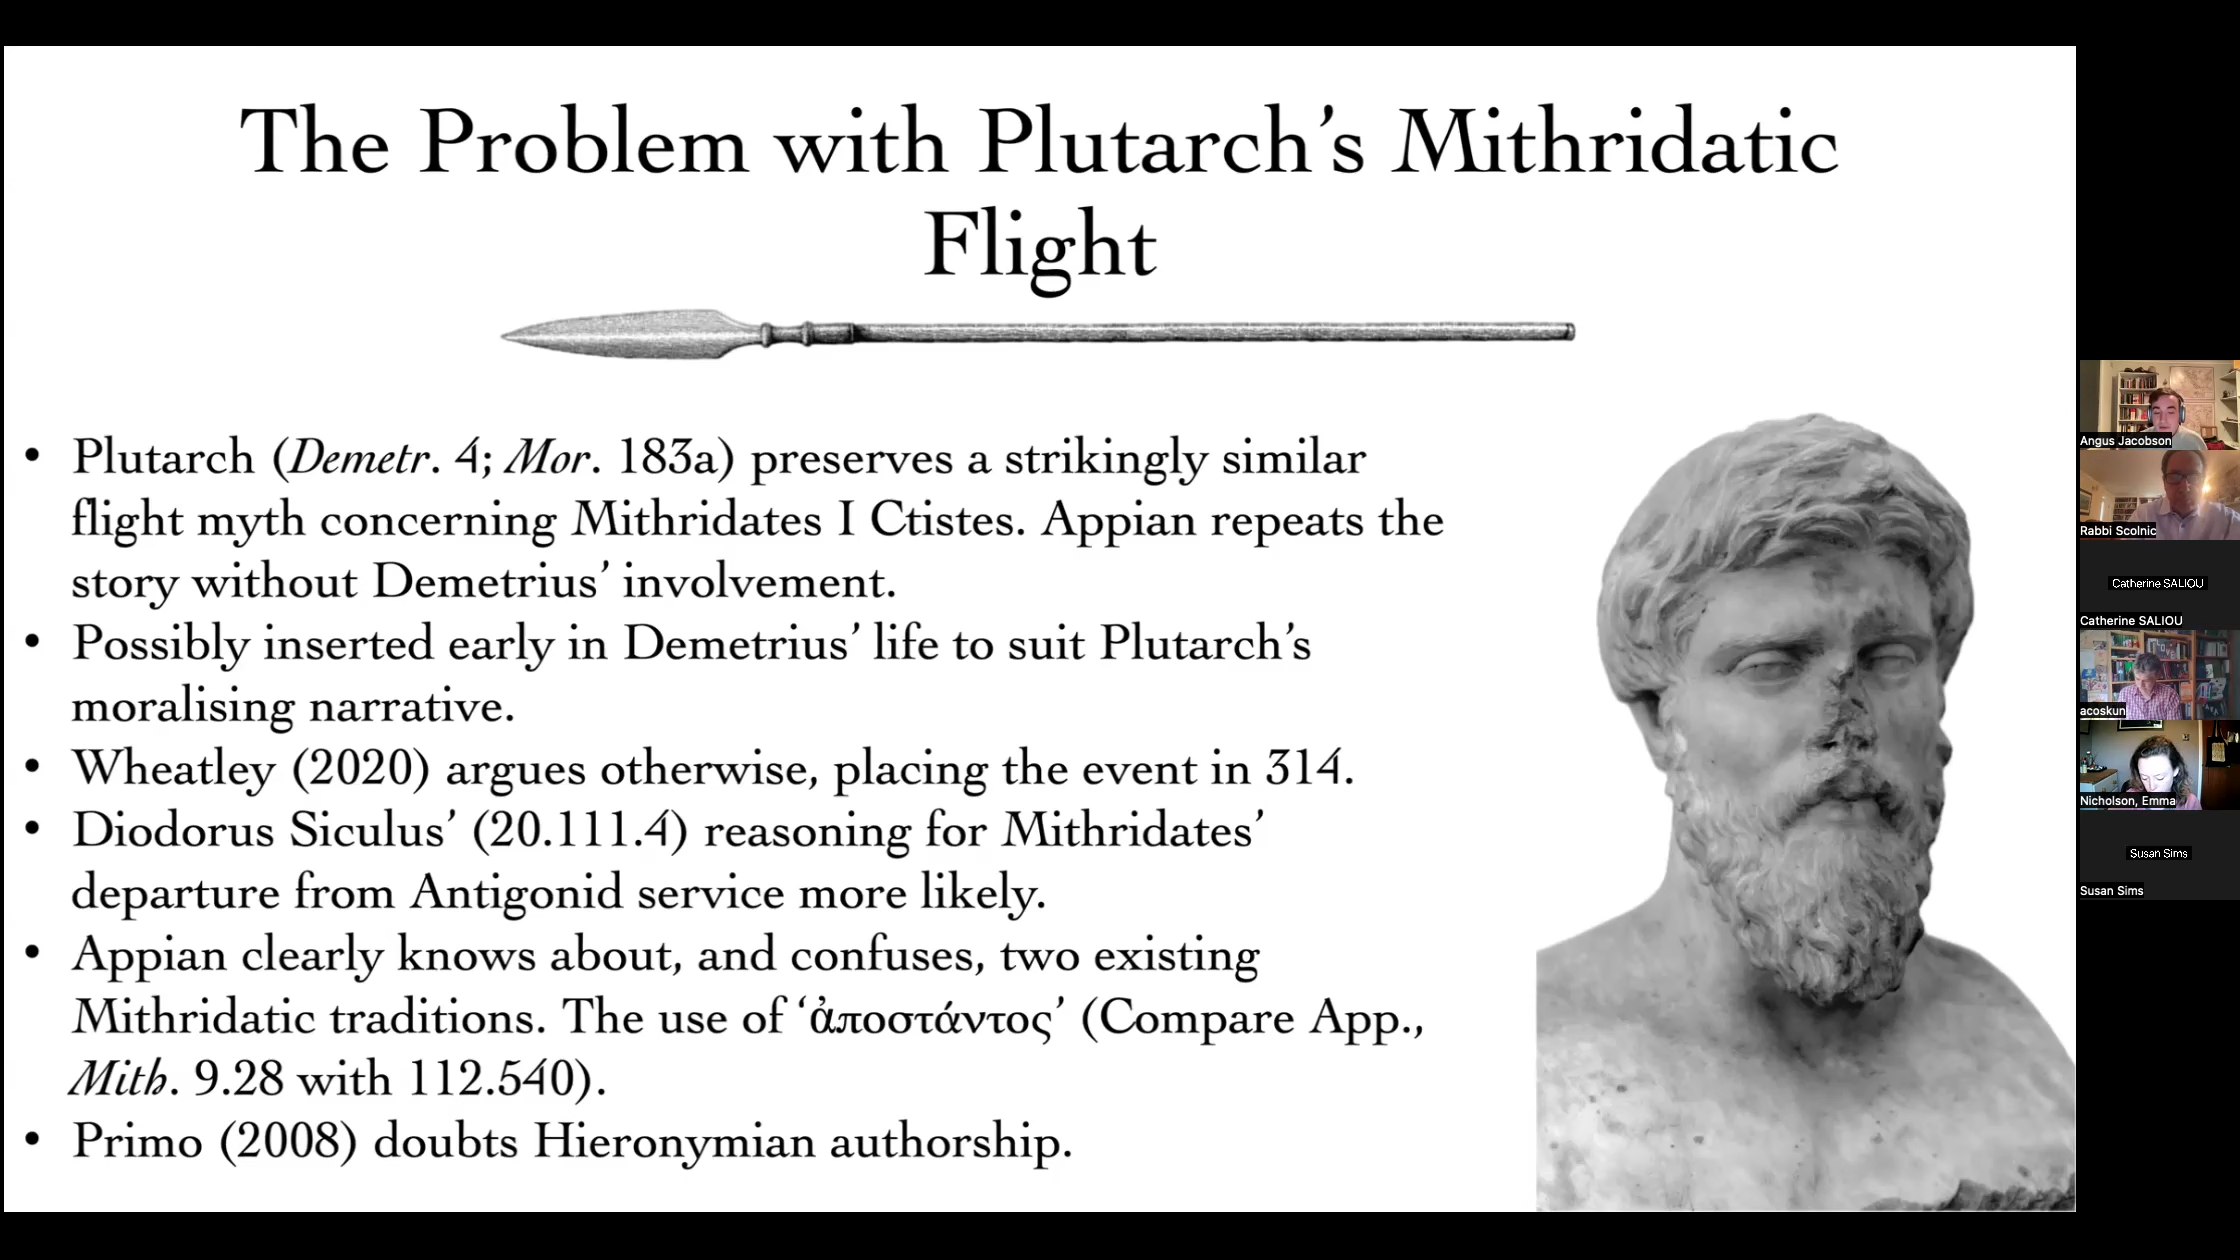 The Problem with Plutarch’s Mithridatic
Flight
• Plutarch (Demetr. 4; Mor. 183a) preserves a strikingly similar
flight myth concerning Mithridates I Ctistes. Appian repeats the
story without Demetrius’ involvement.
• Possibly inserted early in Demetrius’ life to suit Plutarch’s
moralising narrative.
• Wheatley (2020) argues otherwise, placing the event in 314.
• Diodorus Siculus’ (20.111.4) reasoning for Mithridates’
departure from Antigonid service more likely.
• Appian clearly knows about, and confuses, two existing
Mithridatic traditions. The use of ‘ἀποστάντος’ (Compare App.,
Mith. 9.28 with 112.540).
• Primo (2008) doubts Hieronymian authorship.
Angus Jacobson
Rabbi Scolnic
Catherine SALIOU
Catherine SALIOU
acoskun
Nicholson, Emma
Susan Sims
Susan Sims